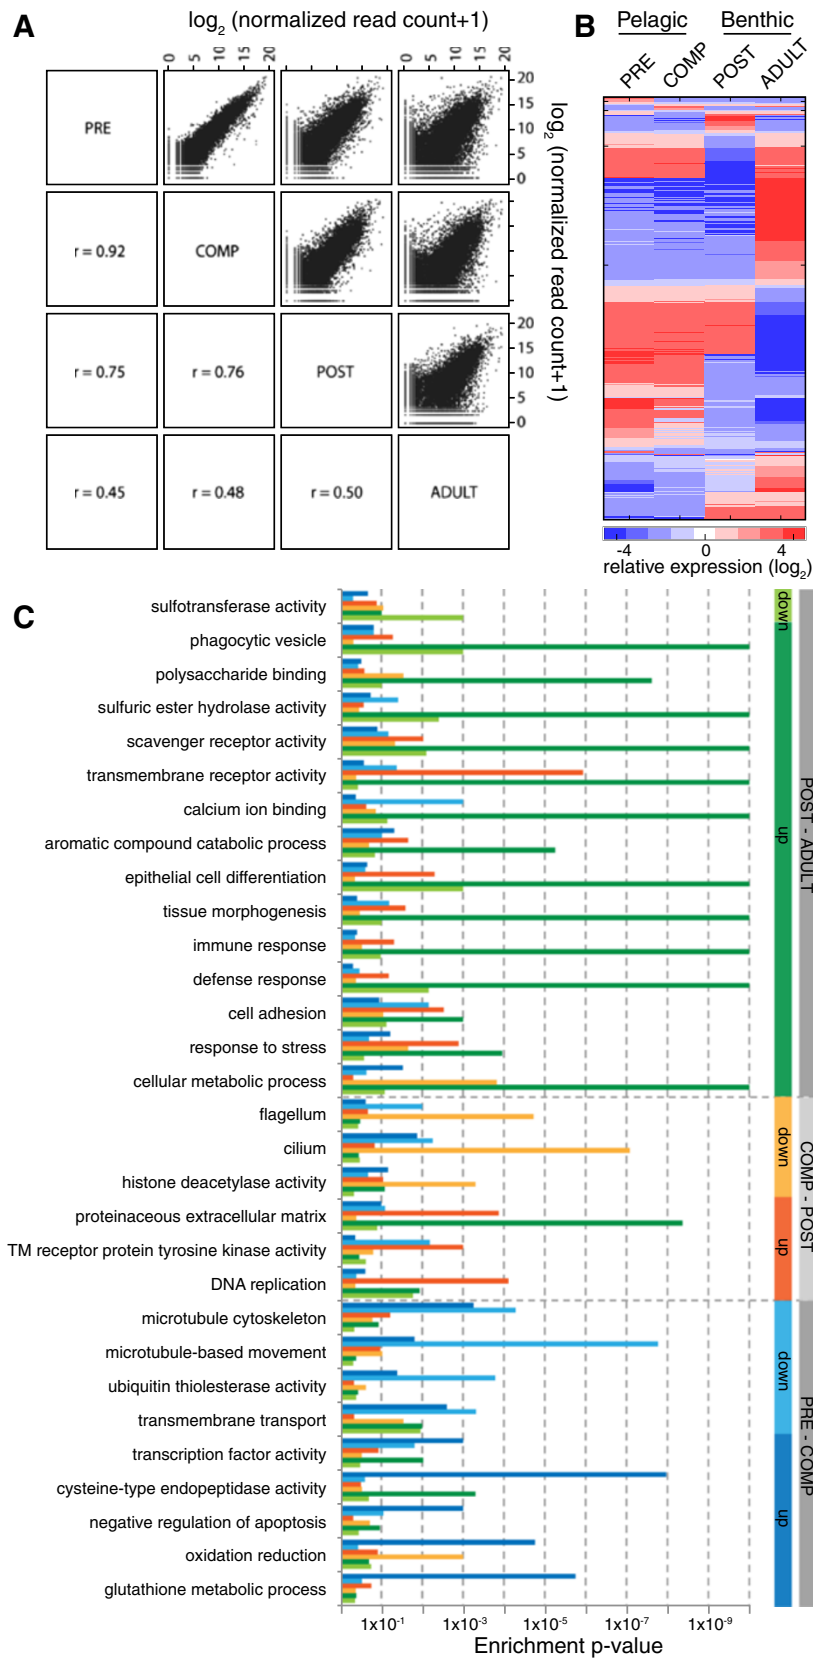 A
log2 (normalized read count+1)
0 5 10 15 20
0 5 10 15 20
0 5 10 15 20
PRE
20
15
10
5
0
r = 0.92
COMP
r = 0.75
r = 0.76
POST
20
15
10
5
0
r = 0.45
r = 0.48
r = 0.50
ADULT
log2 (normalized read count+1)
B
Pelagic
Benthic
PRE
COMP
POST
ADULT
-4
0
4
relative expression (log2)
C
sulfotransferase activity
phagocytic vesicle
polysaccharide binding
sulfuric ester hydrolase activity
scavenger receptor activity
transmembrane receptor activity
calcium ion binding
aromatic compound catabolic process
epithelial cell differentiation
tissue morphogenesis
immune response
defense response
cell adhesion
response to stress
cellular metabolic process
flagellum
cilium
histone deacetylase activity
proteinaceous extracellular matrix
TM receptor protein tyrosine kinase activity
DNA replication
microtubule cytoskeleton
microtubule-based movement
ubiquitin thiolesterase activity
transmembrane transport
transcription factor activity
cysteine-type endopeptidase activity
negative regulation of apoptosis
oxidation reduction
glutathione metabolic process
down
up
POST - ADULT
down
up
COMP - POST
down
up
PRE - COMP
1x10-1
1x10-3
1x10-5
1x10-7
1x10-9
Enrichment p-value